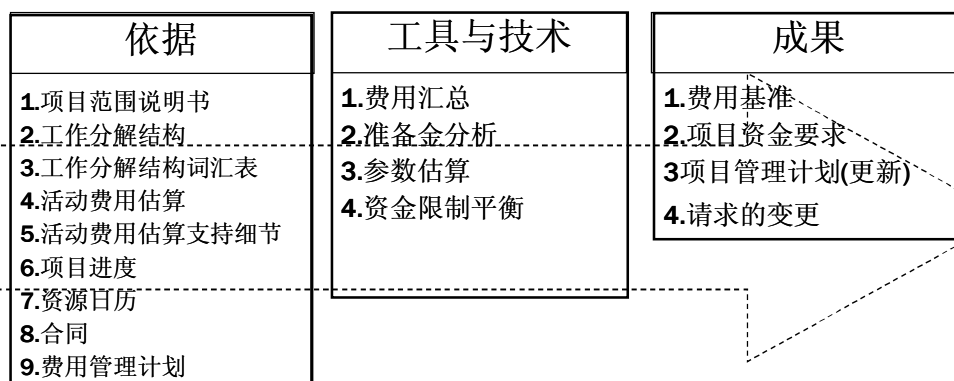 依据
1.项目范围说明书
2.工作分解结构
3.工作分解结构词汇表
4.活动费用估算
5.活动费用估算支持细节
6.项目进度
7.资源日历
8.合同
9.费用管理计划
工具与技术
1.费用汇总
2.准备金分析
3.参数估算
4.资金限制平衡
成果
1.费用基准
2.项目资金要求
3项目管理计划(更新)
4.请求的变更